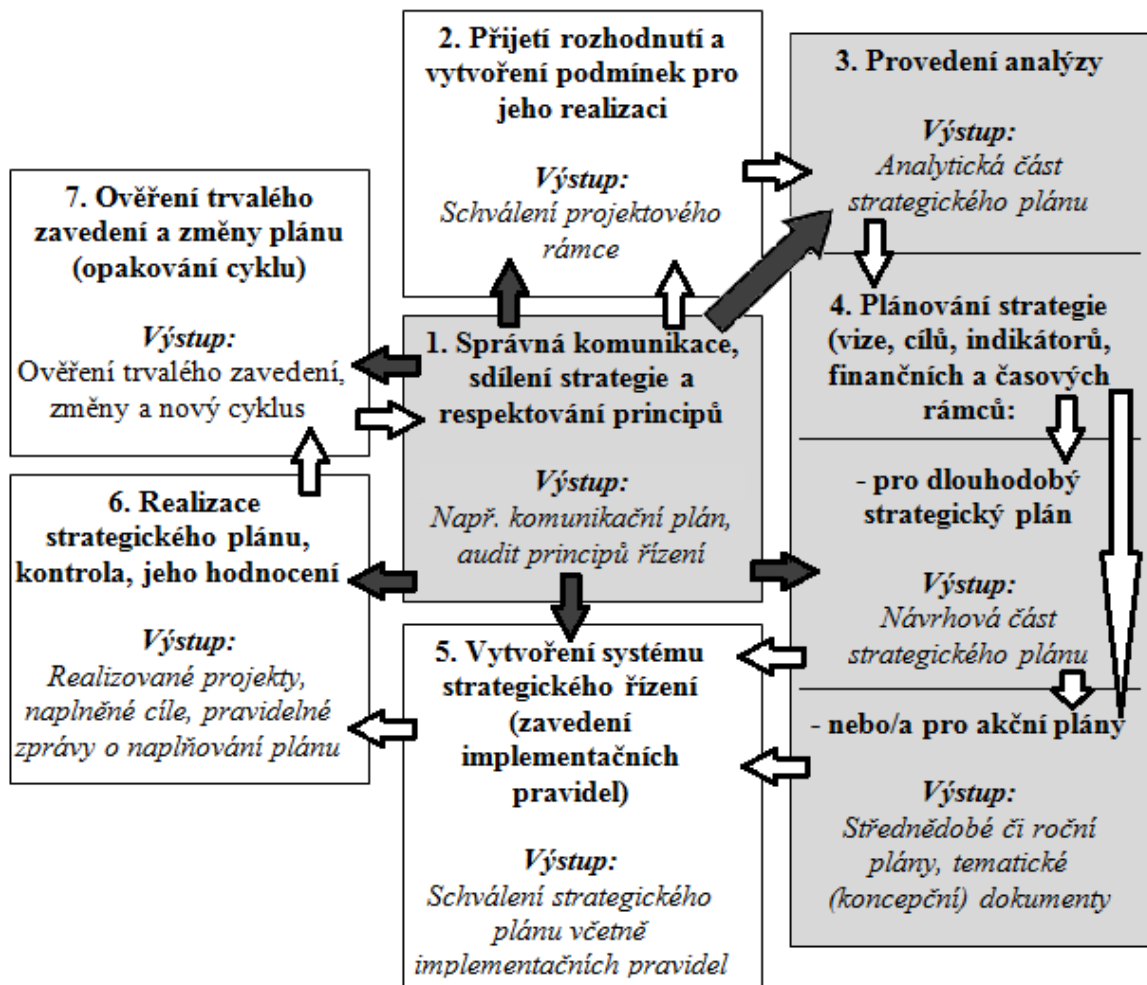 2. Přijetí rozhodnutí a
vytvoření podmínek pro
jeho realizaci
Výstup:
Schválení projektového
rámce
3. Provedení analýzy
Výstup:
Analytická část
strategického plánu
7. Ověření trvalého
zavedení a změny plánu
(opakování cyklu)
Výstup:
Ověření trvalého zavedení,
změny a nový cyklus
1. Správná komunikace,
sdílení strategie a
respektování principů
Výstup:
Např. komunikační plán,
audit principů řízení
4. Plánování strategie
(vize, cílů, indikátorů,
finančních a časových
rámců:
- pro dlouhodobý
strategický plán
Výstup:
Návrhová část
strategického plánu
- nebo/a pro akční plány
Výstup:
Střednědobé či roční
plány, tematické
(koncepční) dokumenty
6. Realizace
strategického plánu,
kontrola, jeho hodnocení
Výstup:
Realizované projekty,
naplněné cíle, pravidelné
zprávy o naplňování plánu
5. Vytvoření systému
strategického řízení
(zavedení
implementačních
pravidel)
Výstup:
Schválení strategického
plánu včetně
implementačních pravidel